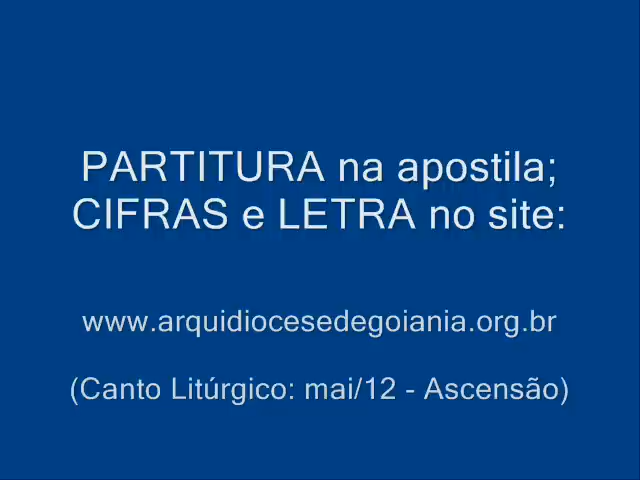 PARTITURA na apostila;
CIFRAS e LETRA no site:
www.arquidiocesedegoiania.org.br
(Canto Litúrgico: mai/12 - Ascensão)